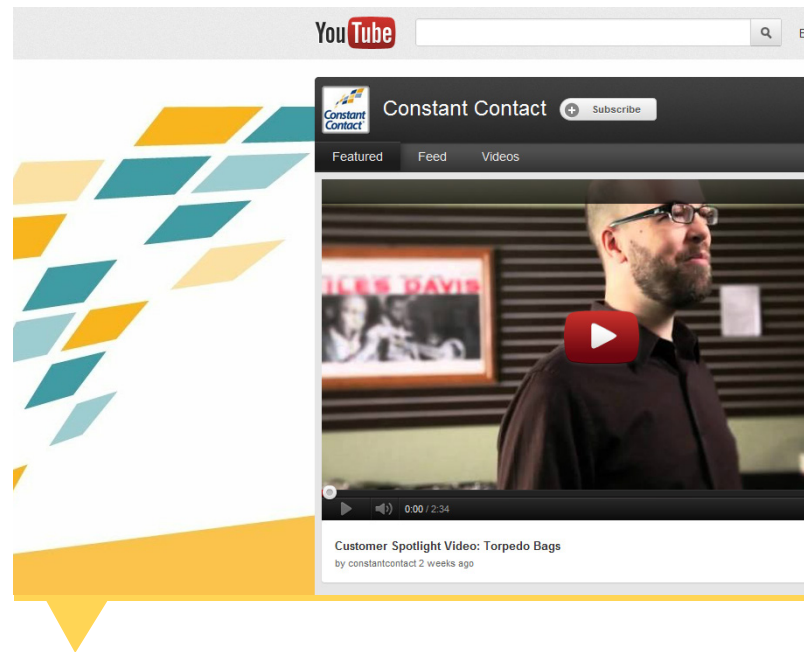 YouTube
Constant Contact
Constant Contact
Subscribe
Featured
Feed
Videos
ILES DAVIS
0:00 / 2:34
Customer Spotlight Video: Torpedo Bags
by constantcontact 2 weeks ago